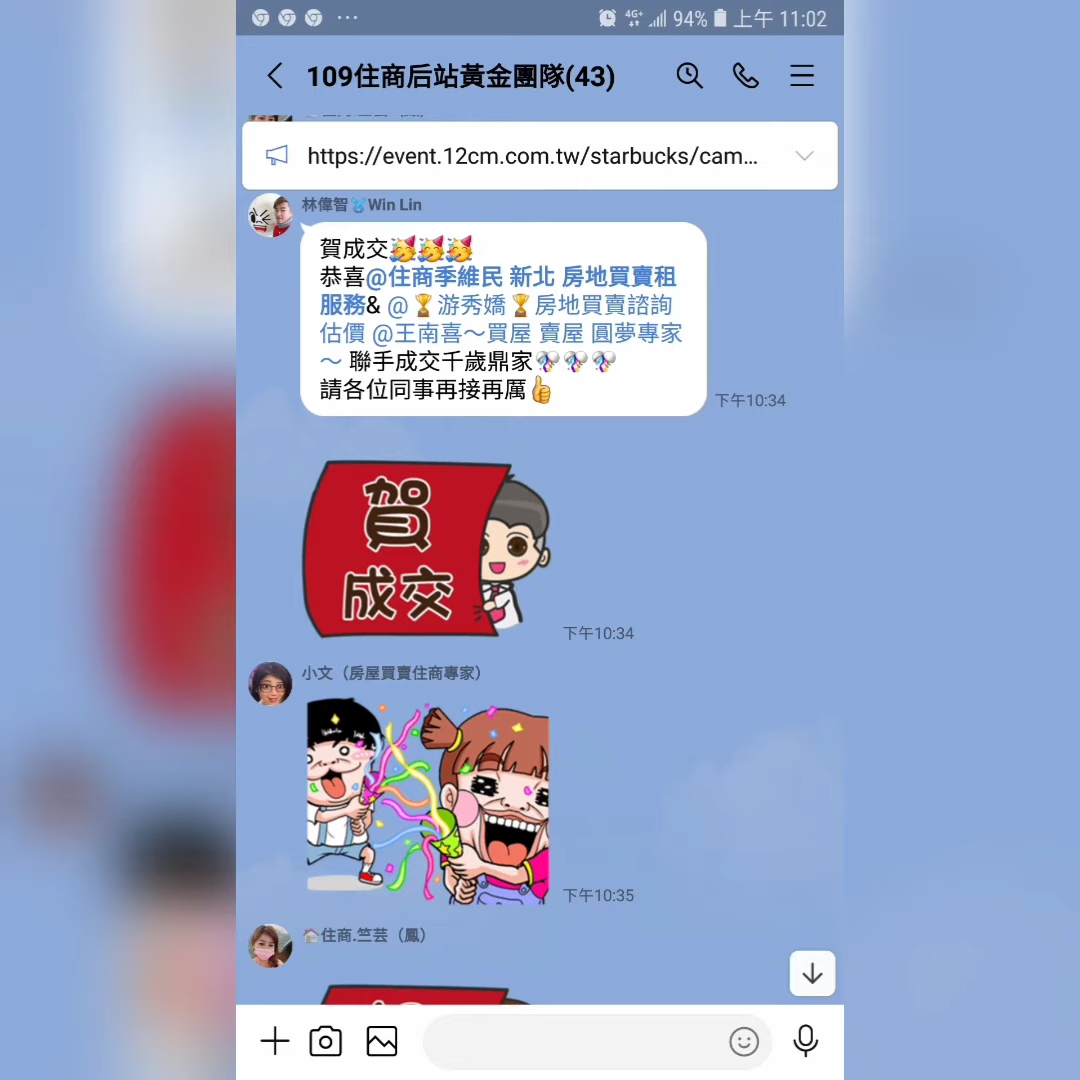 94% 上午 11:02
109住商后站黃金團隊(43)
https://event.12cm.com.tw/starbucks/cam...
林偉智 Win Lin
賀成交🥳🥳🥳
恭喜@住商季維民 新北 房地買賣租
服務& @🏆游秀嬌🏆房地買賣諮詢
估價 @王南喜～買屋 賣屋 圓夢專家
～ 聯手成交千歲鼎家🎊🎊🎊
請各位同事再接再厲👍
下午10:34
賀
成交
下午10:34
小文（房屋買賣住商專家）
下午10:35
🏠住商.竺芸（鳳）